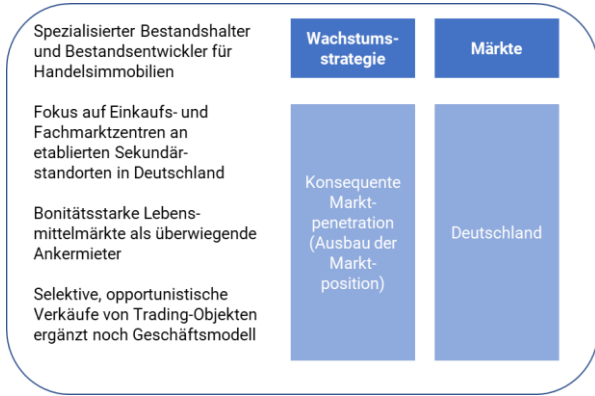 Spezialisierter Bestandshalter
und Bestandsentwickler für
Handelsimmobilien
Fokus auf Einkaufs- und
Fachmarktzentren an
etablierten Sekundär-
standorten in Deutschland
Bonitätsstarke Lebens-
mittelmärkte als überwiegende
Ankermieter
Selektive, opportunistische
Verkäufe von Trading-Objekten
ergänzt noch Geschäftsmodell
Wachstums-
strategie
Konsequente
Markt-
penetration
(Ausbau der
Markt-
position)
Märkte
Deutschland